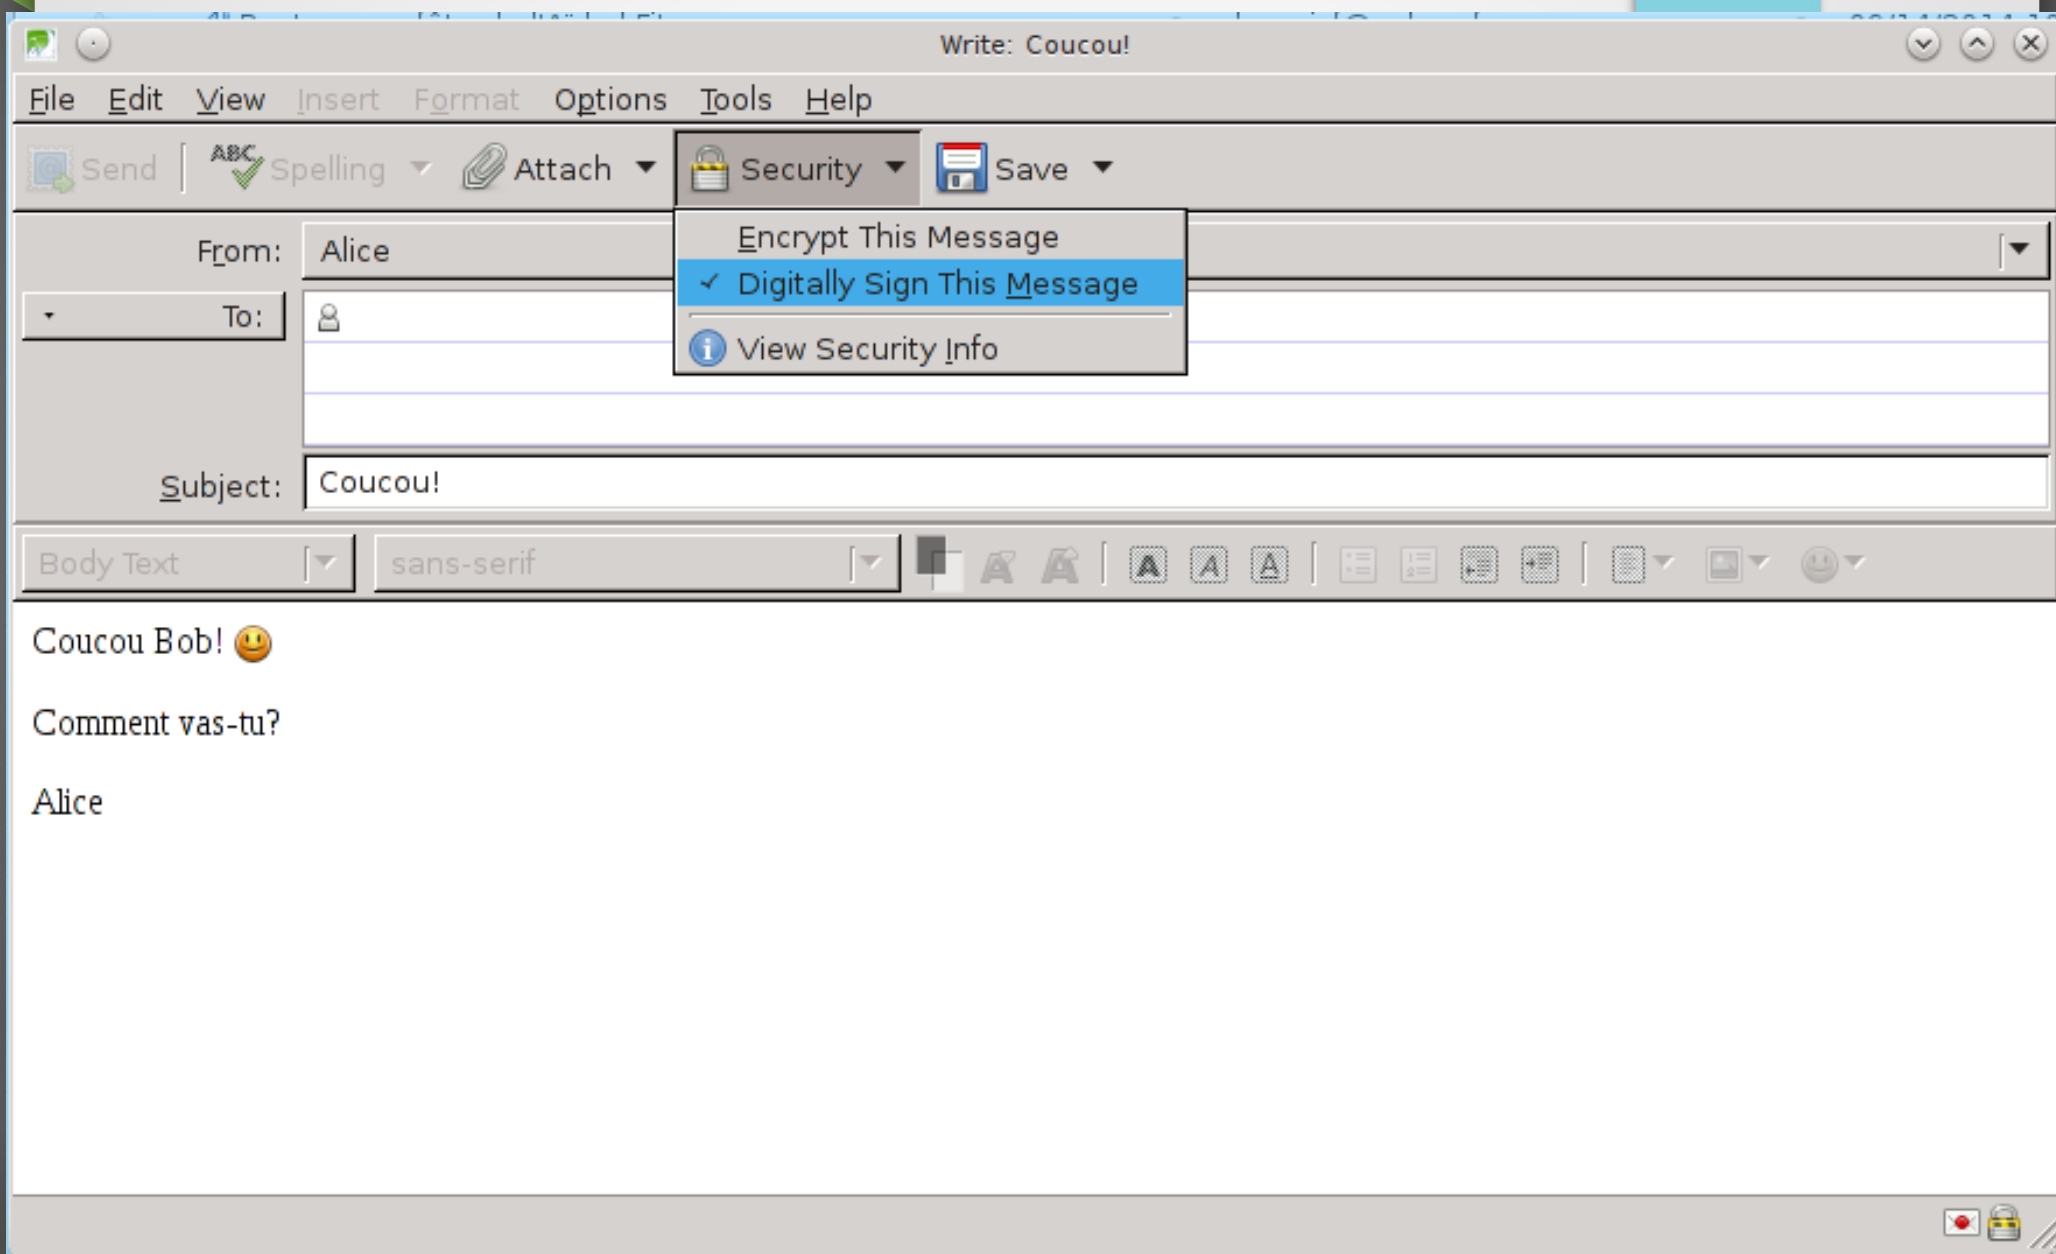 Write: Coucou!
File Edit View Insert Format Options Tools Help
Send ABC Spelling Attach Security Save
Encrypt This Message
From: Alice
Digitally Sign This Message
To:
View Security Info
Subject: Coucou!
Body Text sans-serif
Coucou Bob!
Comment vas-tu?
Alice